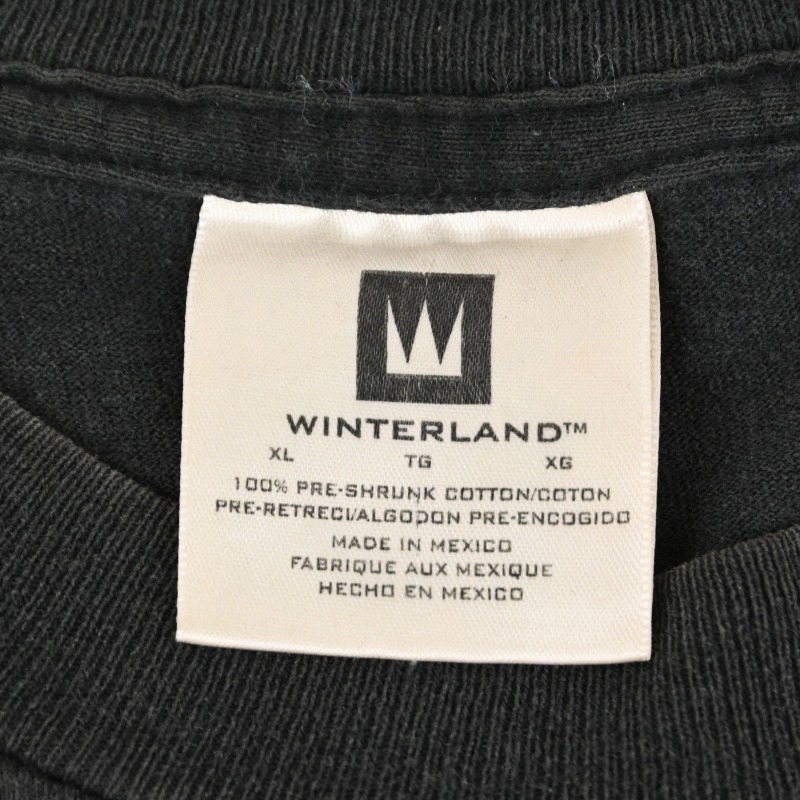 WINTERLAND™
XL TG XG
100% PRE-SHRUNK COTTON/COTON
PRE-RETRECI/ALGODON PRE-ENCOGIDO
MADE IN MEXICO
FABRIQUE AUX MEXIQUE
HECHO EN MEXICO